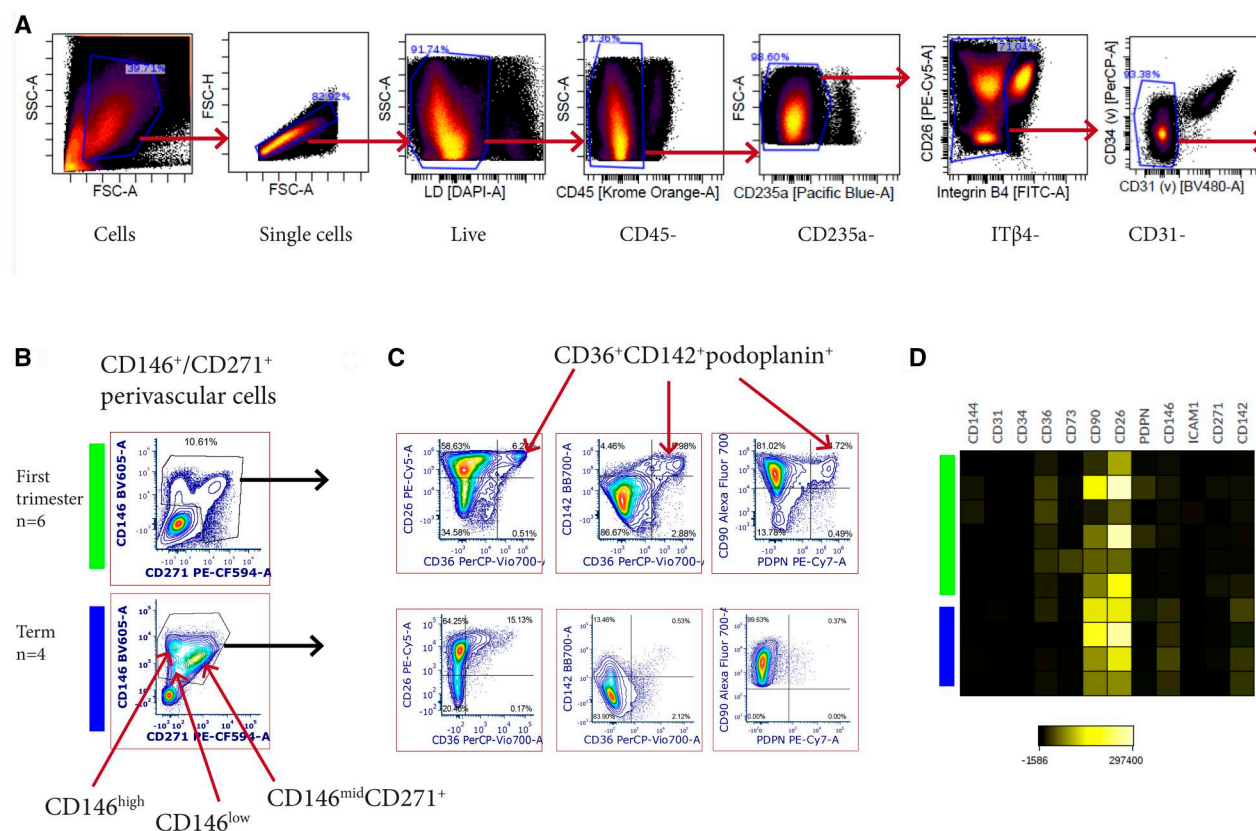 A
39.71%
SSC-A
FSC-A
Cells
82.92%
FSC-H
FSC-A
Single cells
91.74%
SSC-A
LD [DAPI-A]
Live
91.36%
SSC-A
CD45 [Krome Orange-A]
CD45-
98.60%
FSC-A
CD235a [Pacific Blue-A]
CD235a-
71.04%
CD26 [PE-Cy5-A]
Integrin B4 [FITC-A]
ITβ4-
93.38%
CD34 (v) [PerCP-A]
CD31 (v) [BV480-A]
CD31-
B
CD146⁺/CD271⁺
perivascular cells
First
trimester
n=6
10.61%
CD146 BV605-A
CD271 PE-CF594-A
Term
n=4
CD146 BV605-A
CD271 PE-CF594-A
CD146high
CD146low
CD146midCD271⁺
C
CD36⁺CD142⁺podoplanin⁺
58.63%
34.58%
0.51%
CD26 PE-Cy5-A
CD36 PerCP-Vio700-A
4.46%
86.67%
2.88%
CD142 BB700-A
CD36 PerCP-Vio700-A
81.02%
13.78%
0.49%
CD90 Alexa Fluor 700
PDPN PE-Cy7-A
64.25%
15.13%
0.17%
CD26 PE-Cy5-A
CD36 PerCP-Vio700-A
13.46%
0.53%
83.90%
2.12%
CD142 BB700-A
CD36 PerCP-Vio700-A
99.63%
0.37%
0.00%
0.00%
CD90 Alexa Fluor 700-A
PDPN PE-Cy7-A
D
CD144
CD31
CD34
CD36
CD73
CD90
CD26
PDPN
CD146
ICAM1
CD271
CD142
-1586
297400